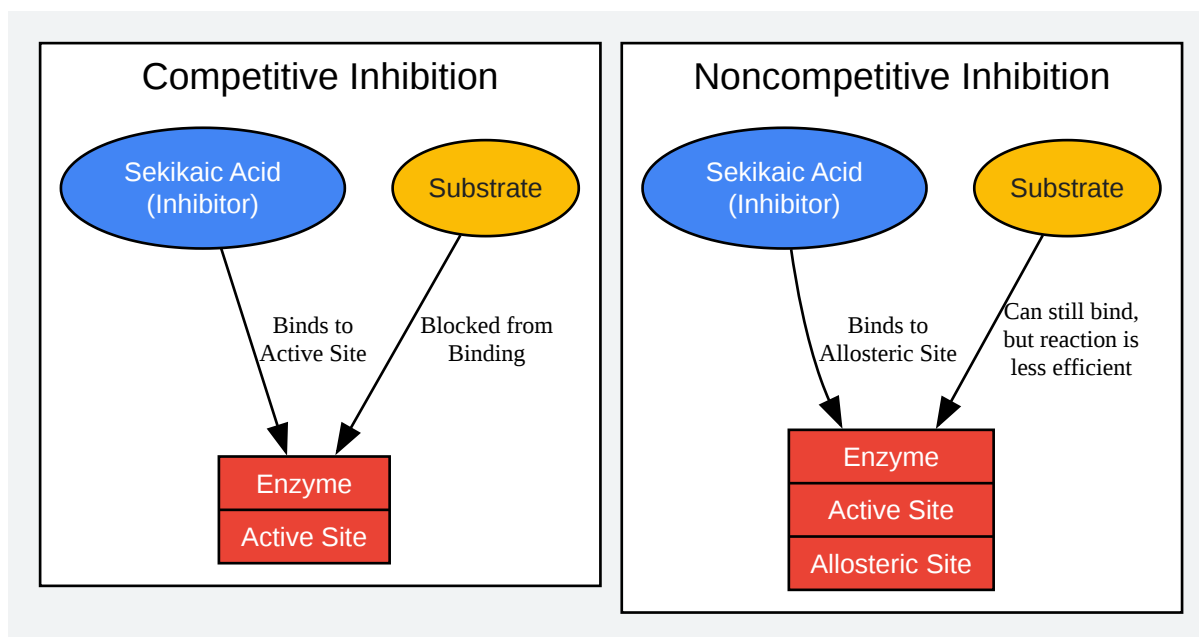 Competitive Inhibition
Sekikaic Acid
(Inhibitor)
Substrate
Binds to
Active Site
Blocked from
Binding
Enzyme
Active Site
Noncompetitive Inhibition
Sekikaic Acid
(Inhibitor)
Substrate
Binds to
Allosteric Site
Can still bind,
but reaction is
less efficient
Enzyme
Active Site
Allosteric Site